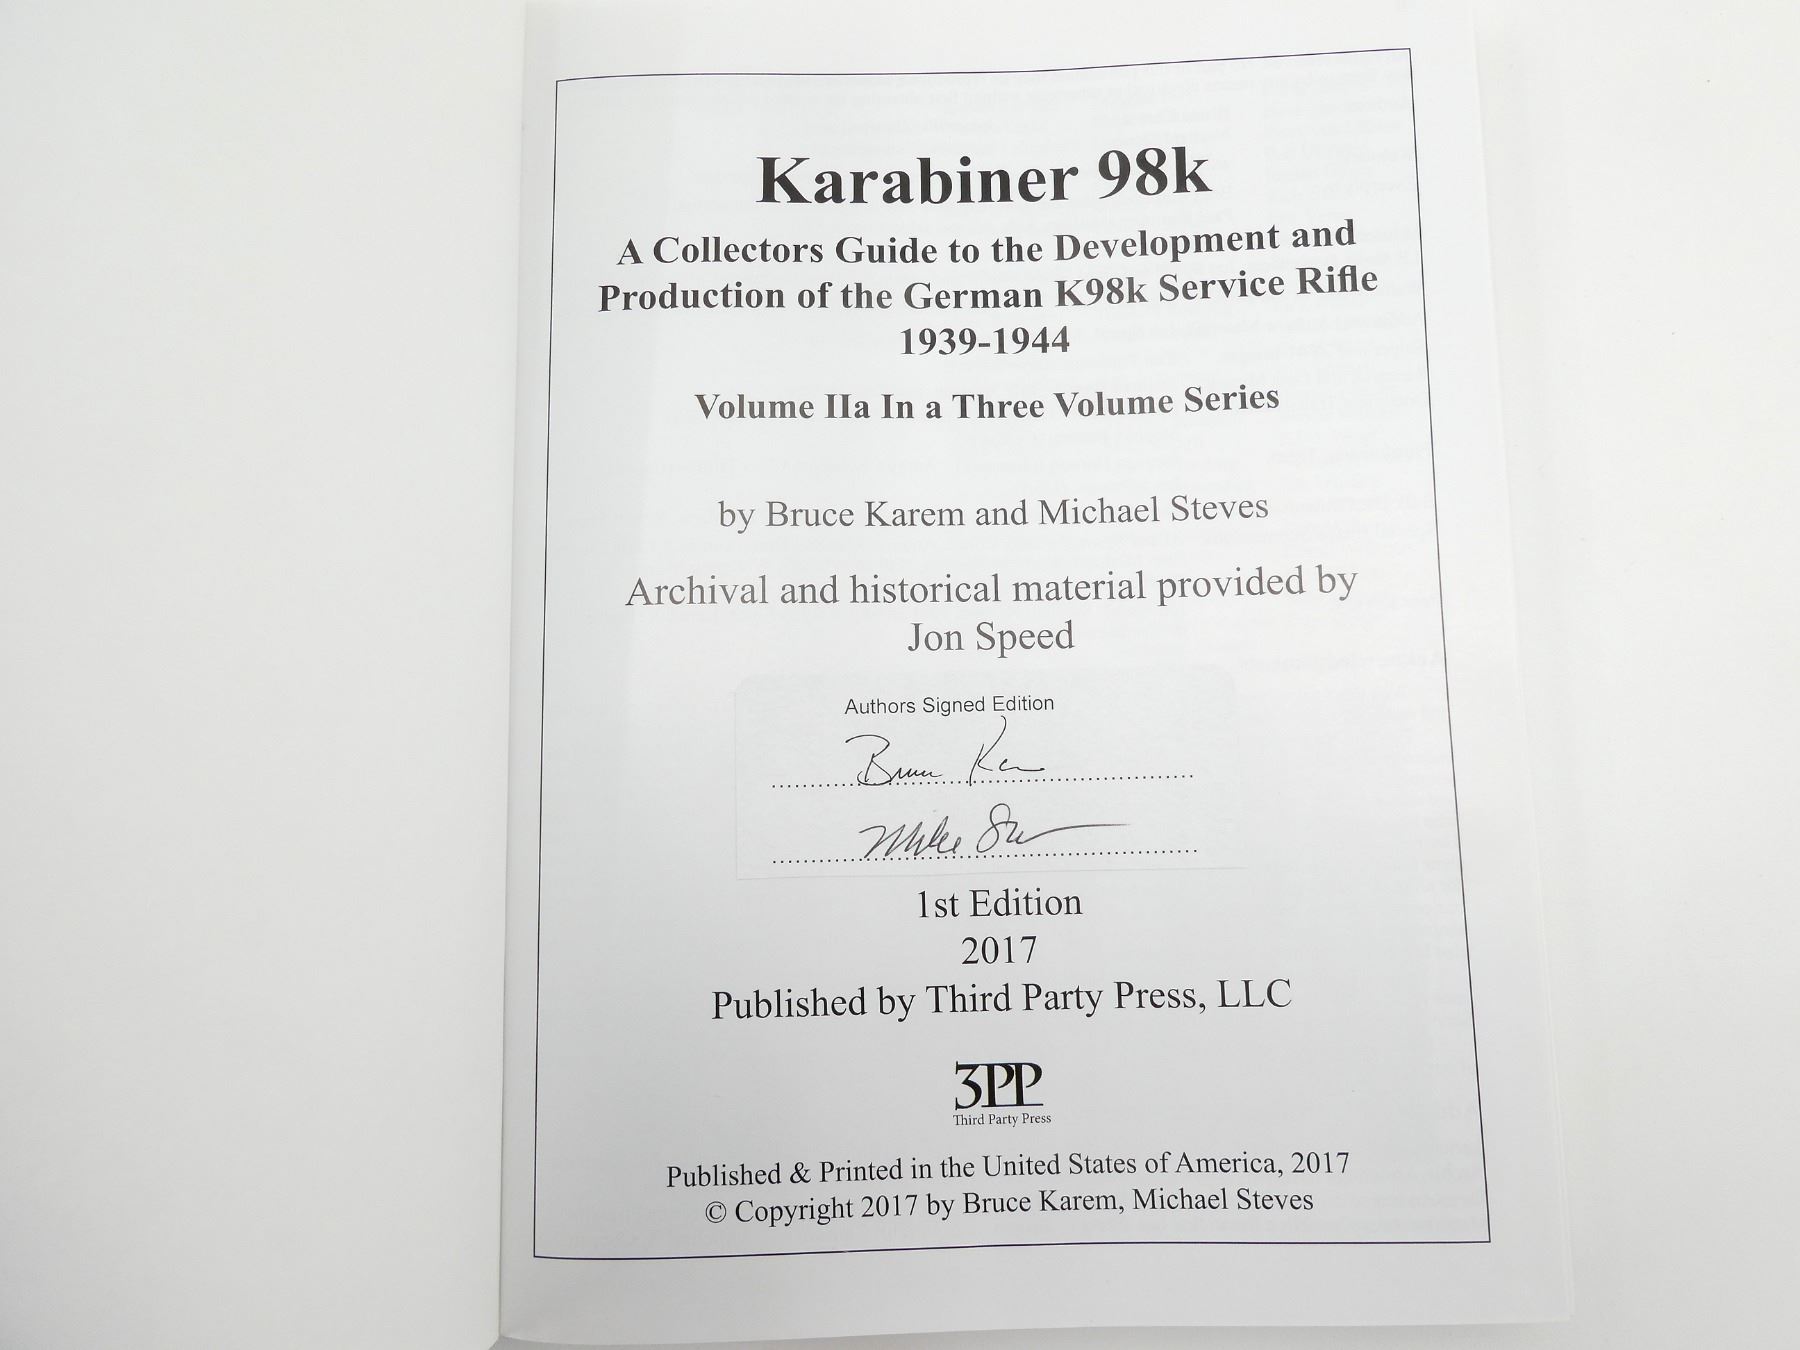 Karabiner 98k
A Collectors Guide to the Development and
Production of the German K98k Service Rifle
1939-1944
Volume IIa In a Three Volume Series
by Bruce Karem and Michael Steves
Archival and historical material provided by
Jon Speed
Authors Signed Edition
1st Edition
2017
Published by Third Party Press, LLC
3PP
Third Party Press
Published & Printed in the United States of America, 2017
© Copyright 2017 by Bruce Karem, Michael Steves